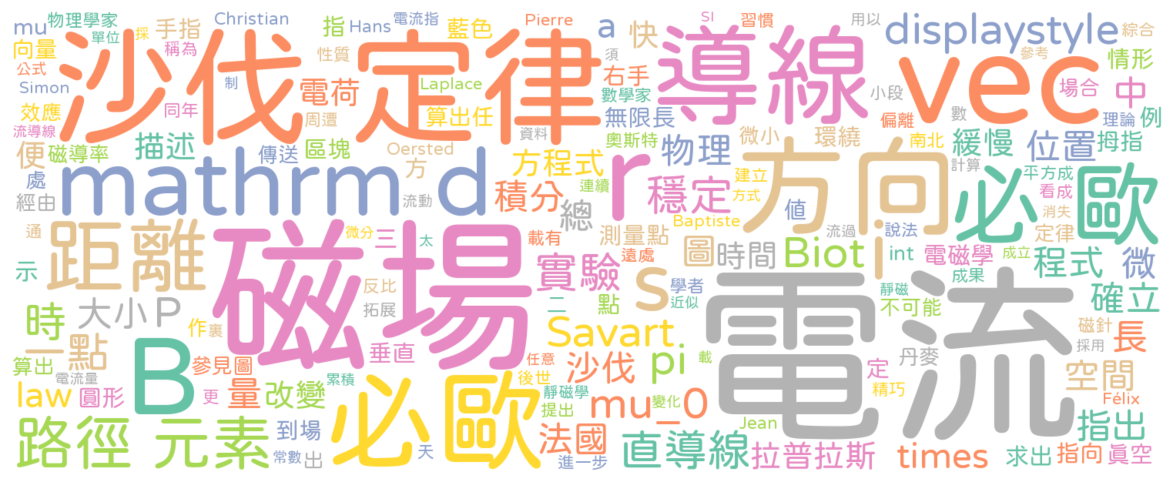 mu 物理學家 Christian 電流指 Pierre SI 習慣 用以 displaystyle 綜合
單位 採 手指 指 Hans 藍色 a 快 須 參考
向量 稱為 性質 右手 情形
公式 沙伐 定律 導線 vec 場合
Simon 制 Laplace 數學家 小段 中
效應 同年 電荷 算出任 無限長 偏離 數 理論 例
流導線 周遭 資料 奧斯特 微小 環繞 南北 緩慢 位置 拇指
便 磁導率 描述 傳送 區塊 Oersted 方 方程式 物理 建立 計算
處 mathrm d 積分 連續 r 穩定 方式 方向 必歐 平方成 看成
經由 流動 總 Baptiste 值 消失
通 距離 微分 三 太 載有 測量點 流過 說法 定律
示 磁場 實驗 遠處 圖 時間 Biot i int 電磁學 成立 程式 微
反比 s 學者 靜磁 成果 確立
時 大小 P 拓展 二 點 近似 不可能
一點 作 裏 Savart 電流 磁針 長
算出 B 參見圖 垂直 任意 沙伐 pi 載 定 丹麥 採用
電流量 累積 後世 精巧 空間
law 圓形 更 量 改變 必歐 靜磁學 mu_0 變化 Félix
提出 Jean 指出
路徑 元素 到場 天 法國 直導線 拉普拉斯 times 求出 指向 真空
常數 出 進一步